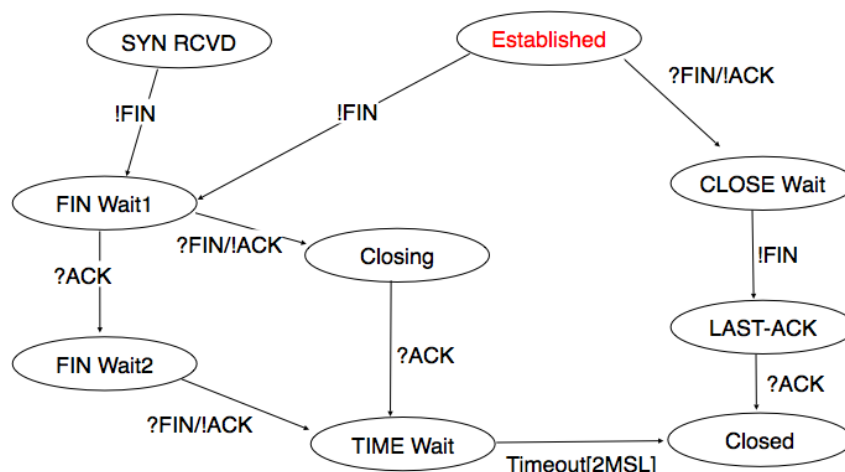 SYN RCVD
Established
?FIN/!ACK
!FIN
!FIN
CLOSE Wait
FIN Wait1
?FIN/!ACK
Closing
!FIN
?ACK
LAST-ACK
?ACK
FIN Wait2
?ACK
?FIN/!ACK
TIME Wait
Closed
Timeout[2MSL]